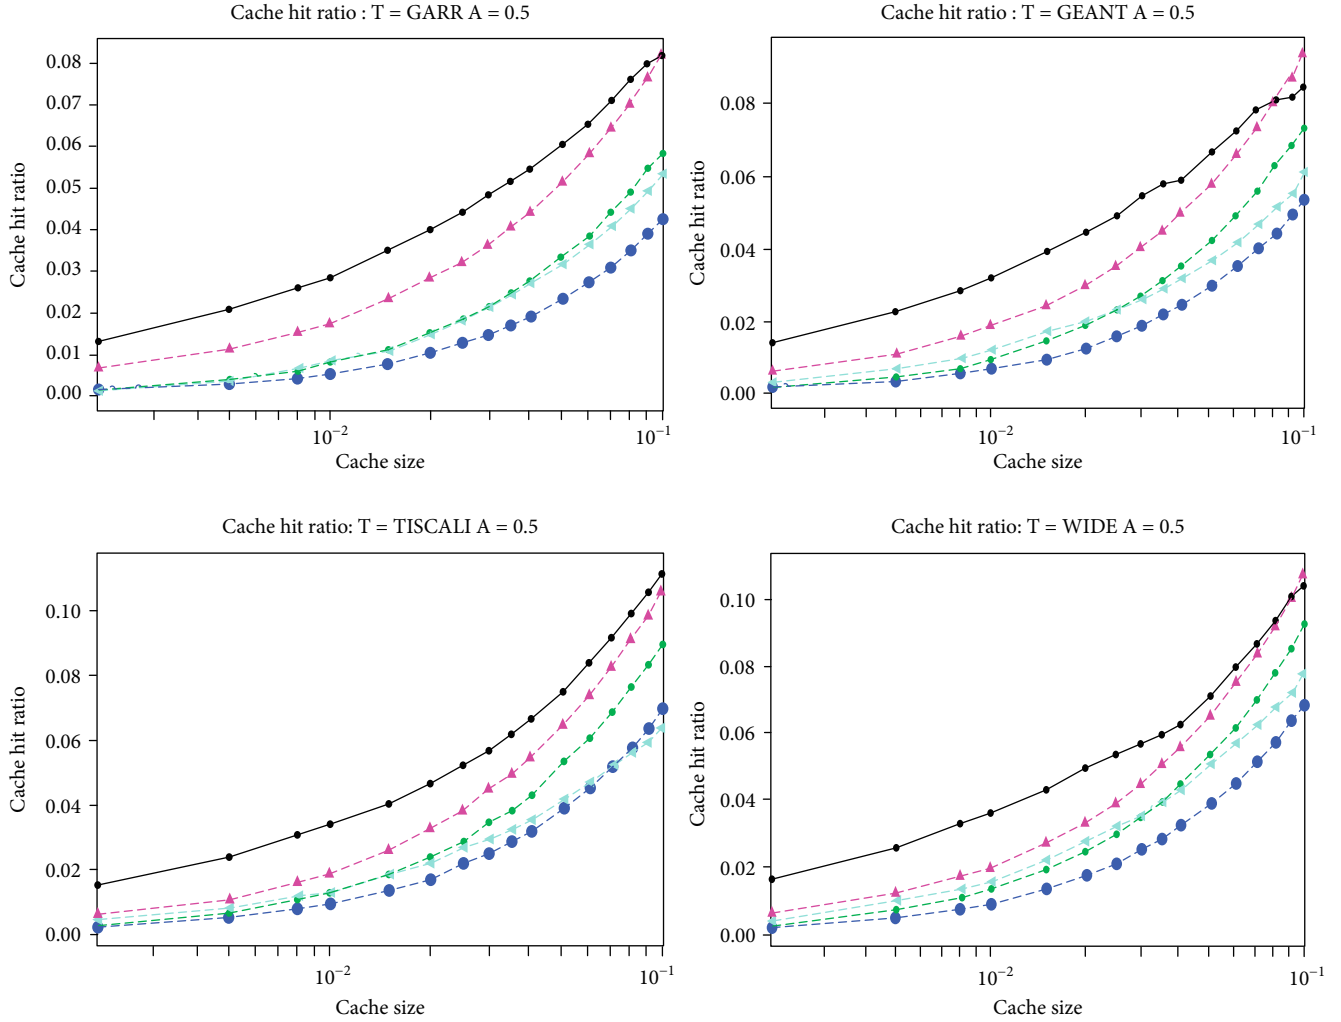 Cache hit ratio : T = GARR A = 0.5
0.08
0.07
0.06
0.05
0.04
0.03
0.02
0.01
0.00
Cache hit ratio
10−2
10−1
Cache size
Cache hit ratio : T = GEANT A = 0.5
0.08
0.06
0.04
0.02
0.00
Cache hit ratio
10−2
10−1
Cache size
Cache hit ratio: T = TISCALI A = 0.5
0.10
0.08
0.06
0.04
0.02
0.00
Cache hit ratio
10−2
10−1
Cache size
Cache hit ratio: T = WIDE A = 0.5
0.10
0.08
0.06
0.04
0.02
0.00
Cache hit ratio
10−2
10−1
Cache size